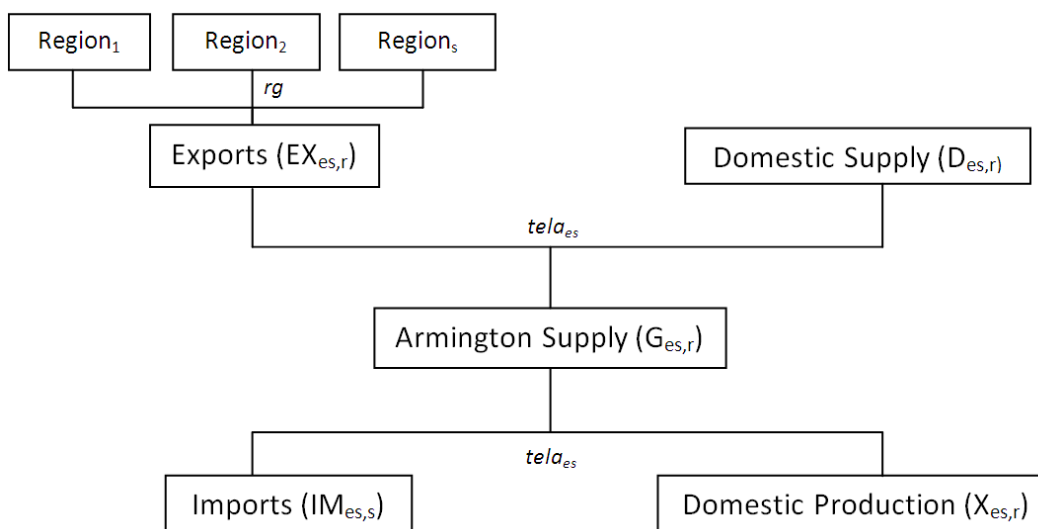 Region1
Region2
Regions
rg
Exports (EXes,r)
Domestic Supply (Des,r)
telaes
Armington Supply (Ges,r)
telaes
Imports (IMes,s)
Domestic Production (Xes,r)